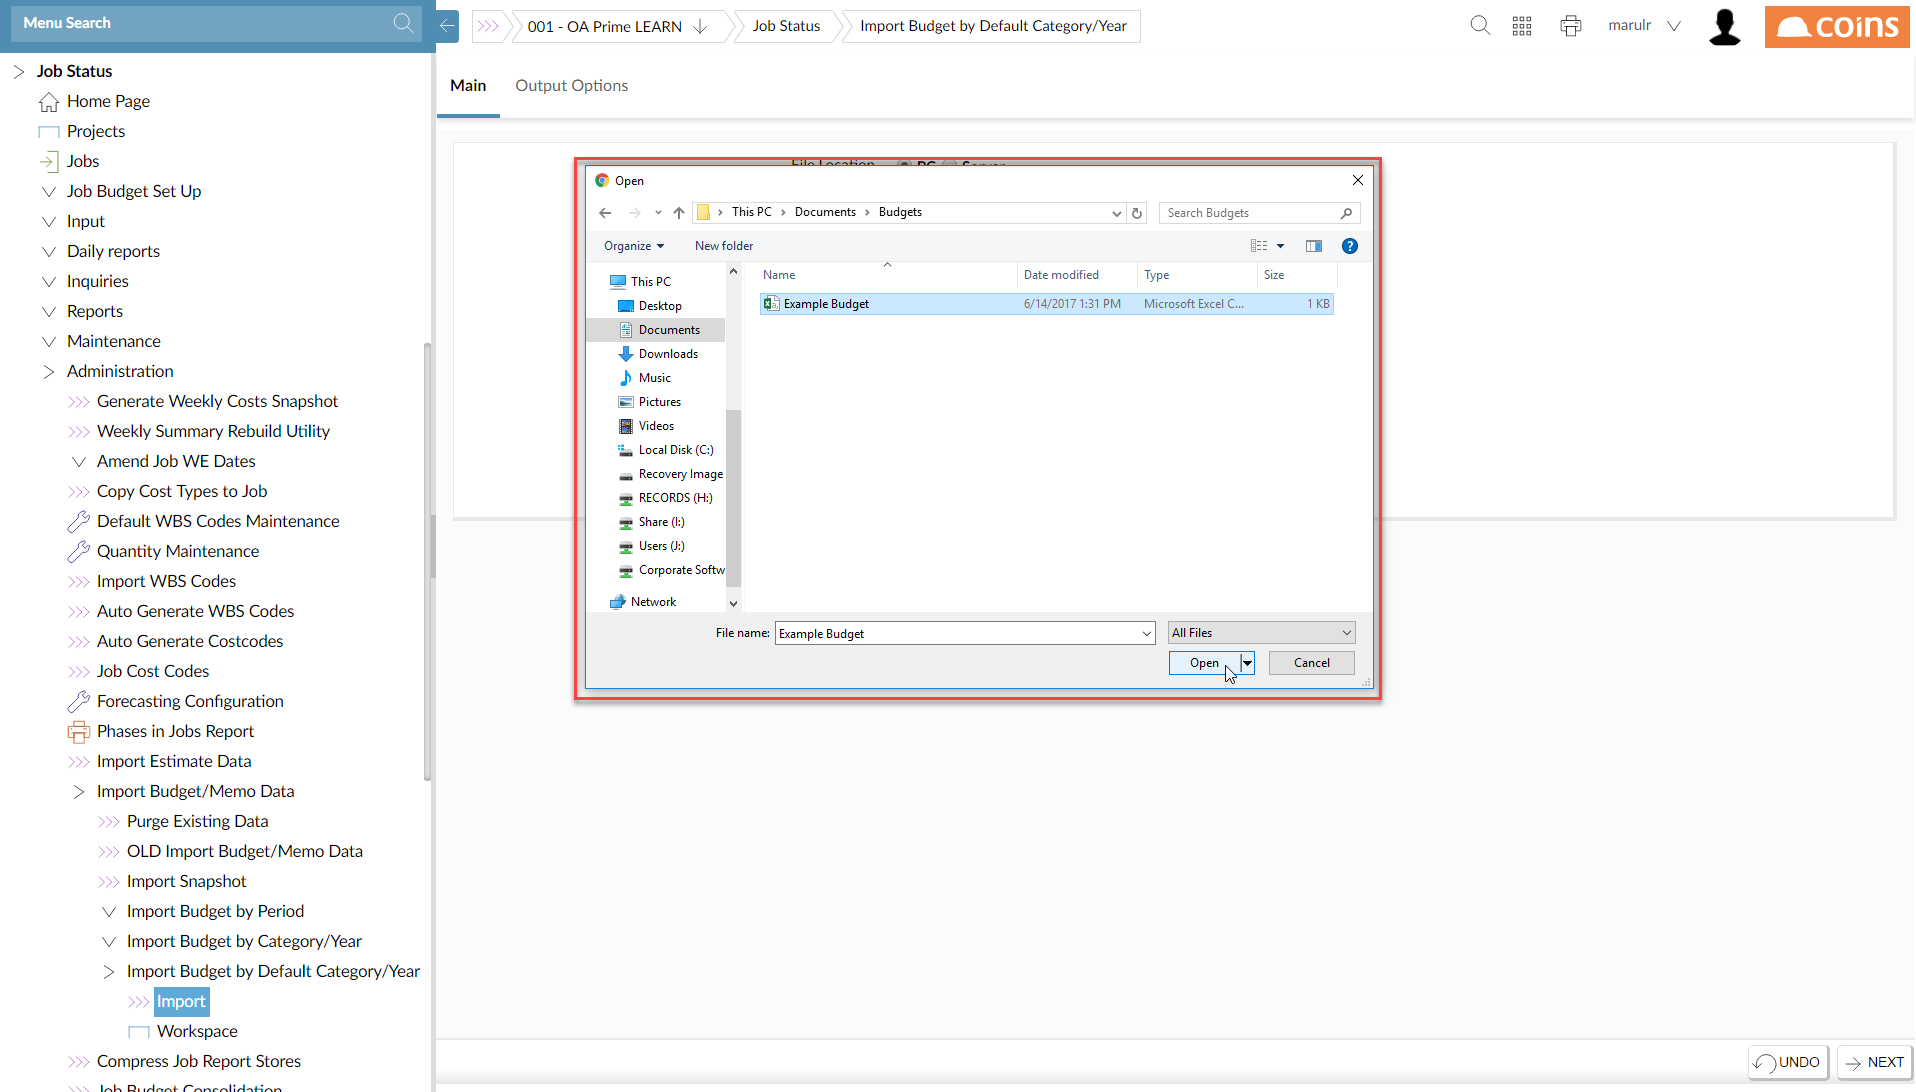 Menu Search
001 - OA Prime LEARN
Job Status
Import Budget by Default Category/Year
marulr
coins
Job Status
Home Page
Projects
Jobs
Job Budget Set Up
Input
Daily reports
Inquiries
Reports
Maintenance
Administration
Generate Weekly Costs Snapshot
Weekly Summary Rebuild Utility
Amend Job WE Dates
Copy Cost Types to Job
Default WBS Codes Maintenance
Quantity Maintenance
Import WBS Codes
Auto Generate WBS Codes
Auto Generate Costcodes
Job Cost Codes
Forecasting Configuration
Phases in Jobs Report
Import Estimate Data
Import Budget/Memo Data
Purge Existing Data
OLD Import Budget/Memo Data
Import Snapshot
Import Budget by Period
Import Budget by Category/Year
Import Budget by Default Category/Year
Import
Workspace
Compress Job Report Stores
Job Budget Consolidation
Main
Output Options
File Location PC Server
Open
This PC > Documents > Budgets
Search Budgets
Organize
New folder
This PC
Desktop
Documents
Downloads
Music
Pictures
Videos
Local Disk (C:)
Recovery Image
RECORDS (H:)
Share (I:)
Users (J:)
Corporate Softw
Network
Name Date modified Type Size
Example Budget 6/14/2017 1:31 PM Microsoft Excel C... 1 KB
File name: Example Budget
All Files
Open
Cancel
UNDO
NEXT